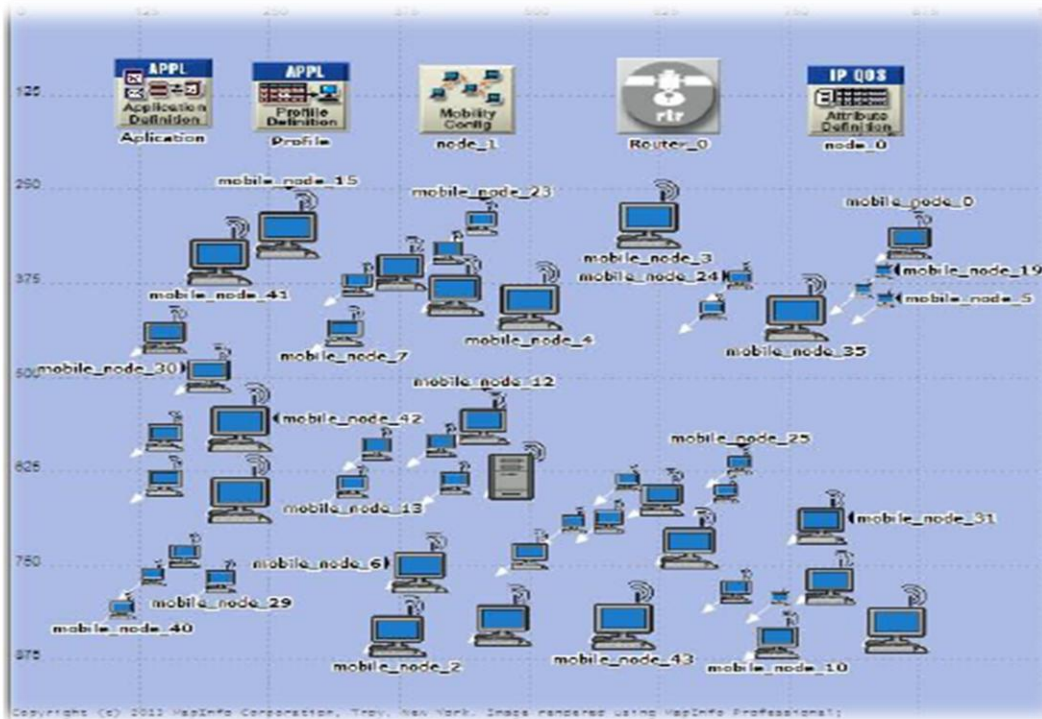 0
125
APPL
Application
Definition
Aplication
APPL
Profile
Definition
Profile
Mobility
Config
node_1
rtr
Router_0
IP QOS
Attribute
Definition
node_0
250
mobile_node_15
mobile_node_23
mobile_node_0
mobile_node_3
mobile_node_24
mobile_node_19
375
mobile_node_41
mobile_node_5
mobile_node_4
mobile_node_7
mobile_node_35
mobile_node_30
500
mobile_node_12
mobile_node_42
mobile_node_25
625
mobile_node_13
mobile_node_31
750
mobile_node_6
mobile_node_29
mobile_node_40
875
mobile_node_2
mobile_node_43
mobile_node_10
Copyright (c) 2012 MapInfo Corporation, Troy, New York. Image rendered using MapInfo Professional;